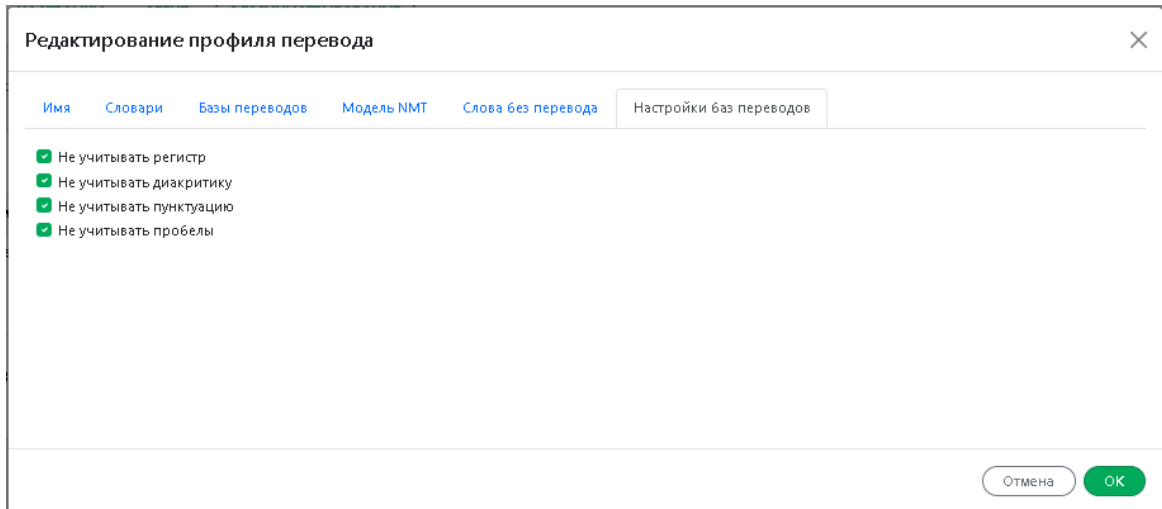 Редактирование профиля перевода
Имя Словари Базы переводов Модель NMT Слова без перевода Настройки баз переводов
Не учитывать регистр
Не учитывать диакритику
Не учитывать пунктуацию
Не учитывать пробелы
Отмена OK